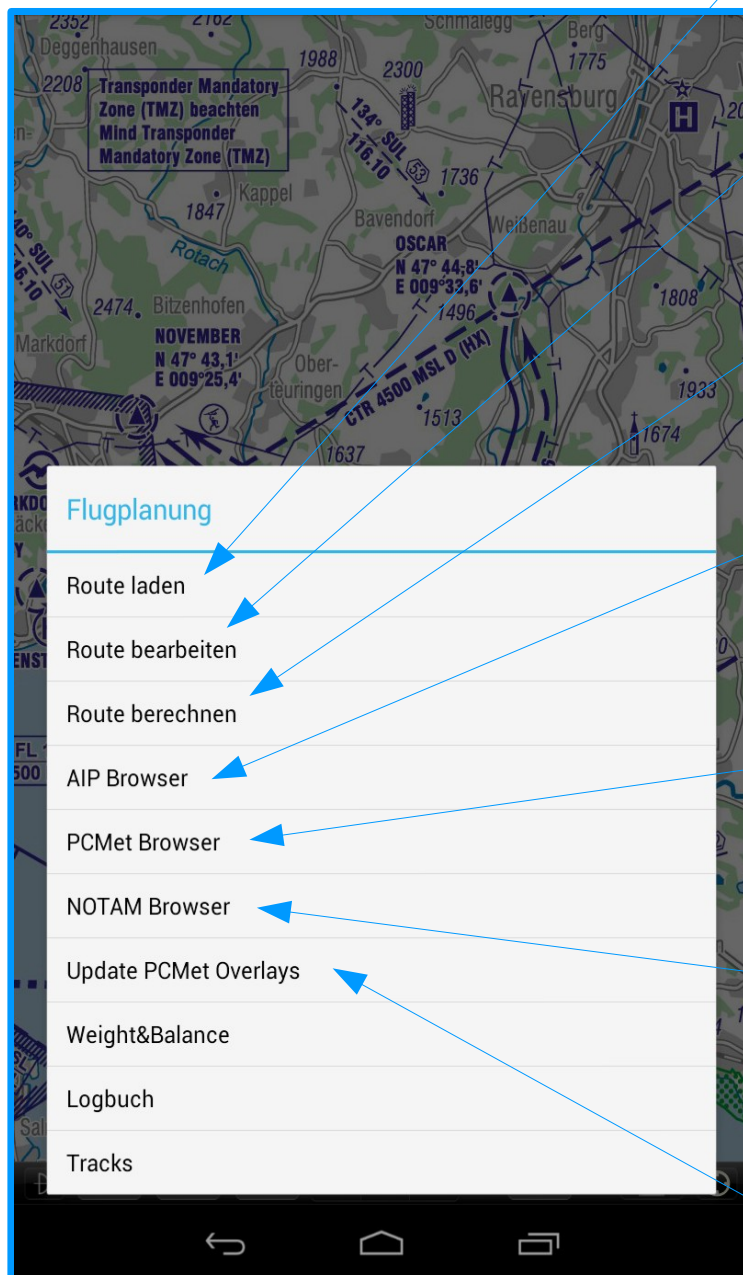 2352
2162
Schmalegg
Berg
Deggenhausen
1988
1775
2208
Transponder Mandatory
Zone (TMZ) beachten
Mind Transponder
Mandatory Zone (TMZ)
2300
Ravensburg
H
134° SUL 53
116.10
1736
Kappel
1847
Bavendorf
Weißenau
Rotach
OSCAR
N 47° 44,8'
E 009°33,6'
1496
1808
2474
Bitzenhofen
Markdorf
NOVEMBER
N 47° 43,1'
E 009°25,4'
Ober-
teuringen
CTR 4500 MSL D (HX)
1933
1513
1674
1637
Flugplanung
Route laden
Route bearbeiten
Route berechnen
AIP Browser
PCMet Browser
NOTAM Browser
Update PCMet Overlays
Weight&Balance
Logbuch
Tracks